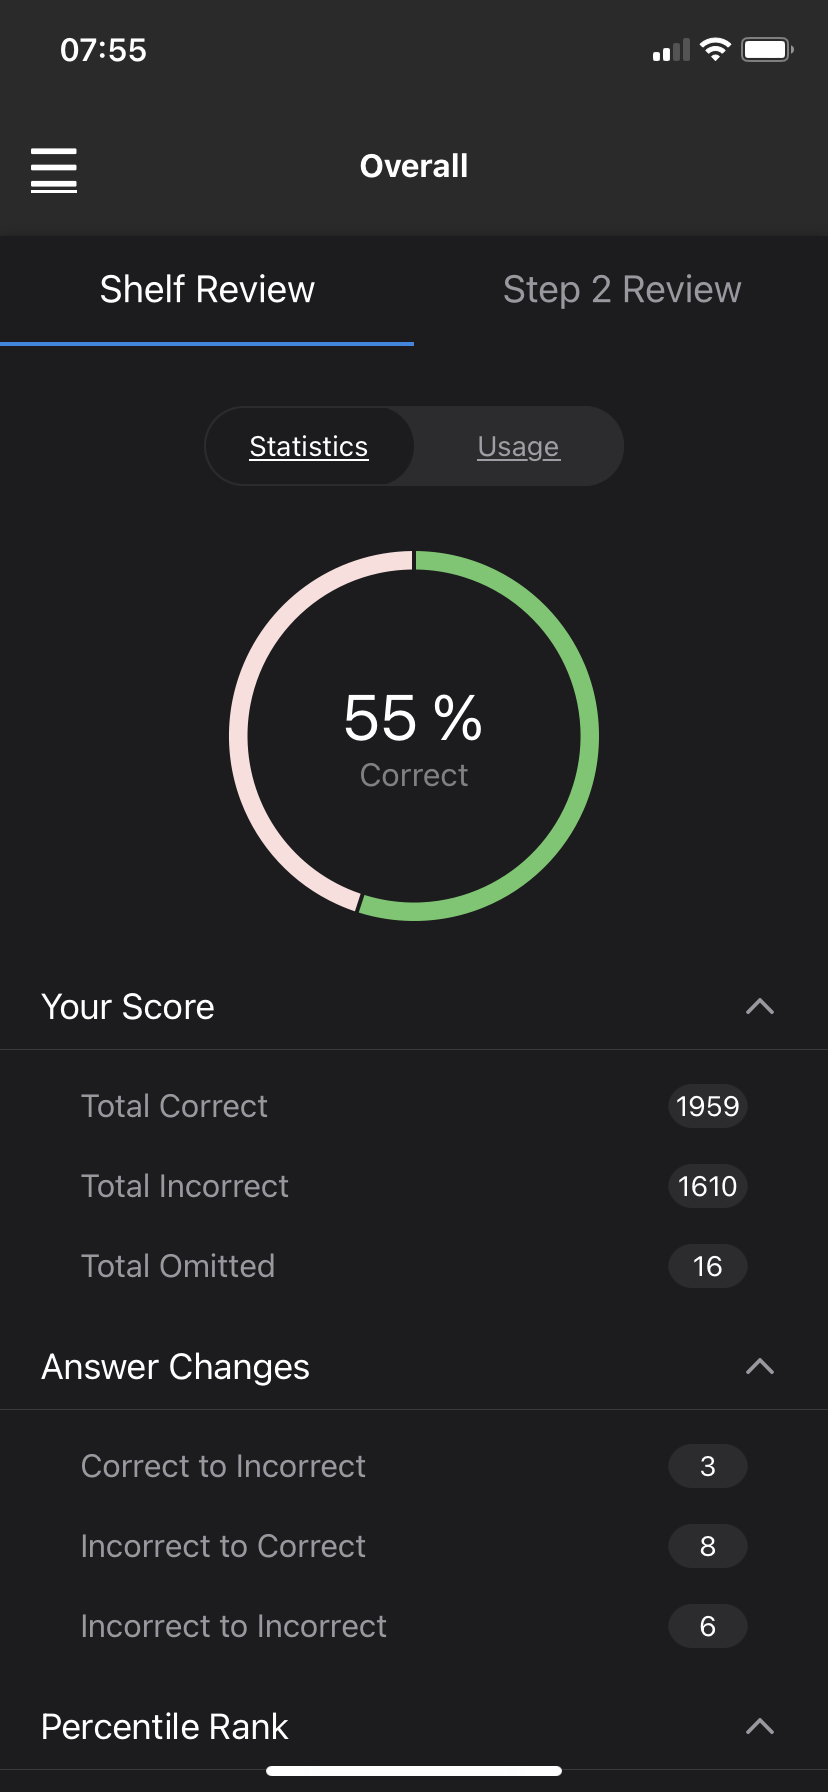 07:55
Overall
Shelf Review
Step 2 Review
Statistics
Usage
55 %
Correct
Your Score
Total Correct
1959
Total Incorrect
1610
Total Omitted
16
Answer Changes
Correct to Incorrect
3
Incorrect to Correct
8
Incorrect to Incorrect
6
Percentile Rank